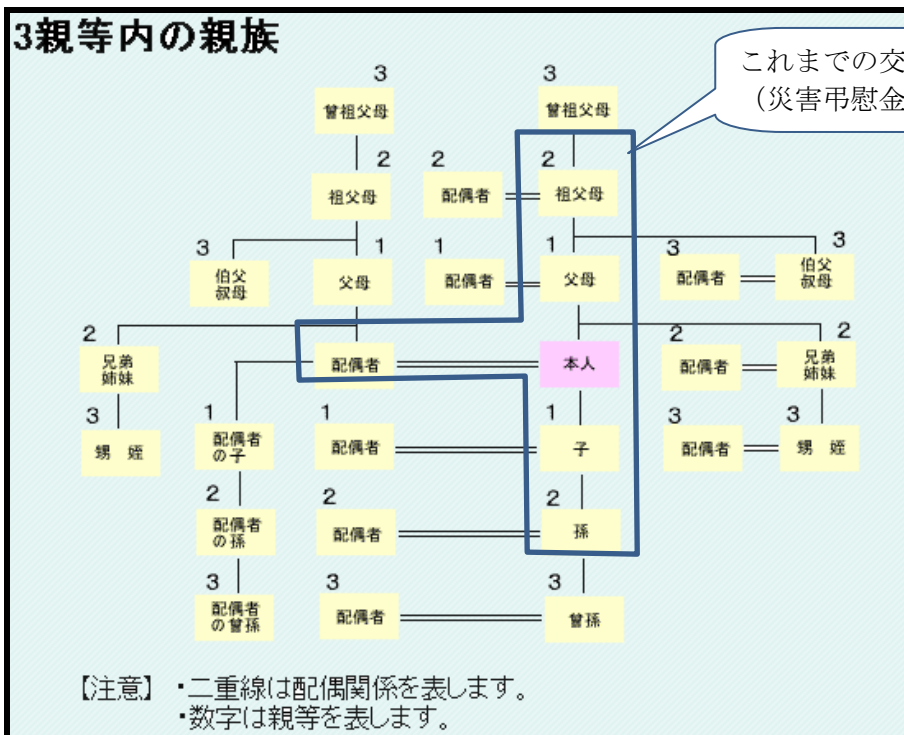 3親等内の親族
これまでの交
（災害弔慰金
3
3
曾祖父母
曾祖父母
2
2
2
祖父母
配偶者
祖父母
3
1
1
1
3
3
伯父
叔母
父母
配偶者
父母
配偶者
伯父
叔母
2
2
2
兄弟
姉妹
配偶者
本人
配偶者
兄弟
姉妹
3
1
1
1
3
3
甥 姪
配偶者
の子
配偶者
子
配偶者
甥 姪
2
2
2
配偶者
の孫
配偶者
孫
3
3
3
配偶者
の曾孫
配偶者
曾孫
【注意】 ・二重線は配偶関係を表します。
・数字は親等を表します。